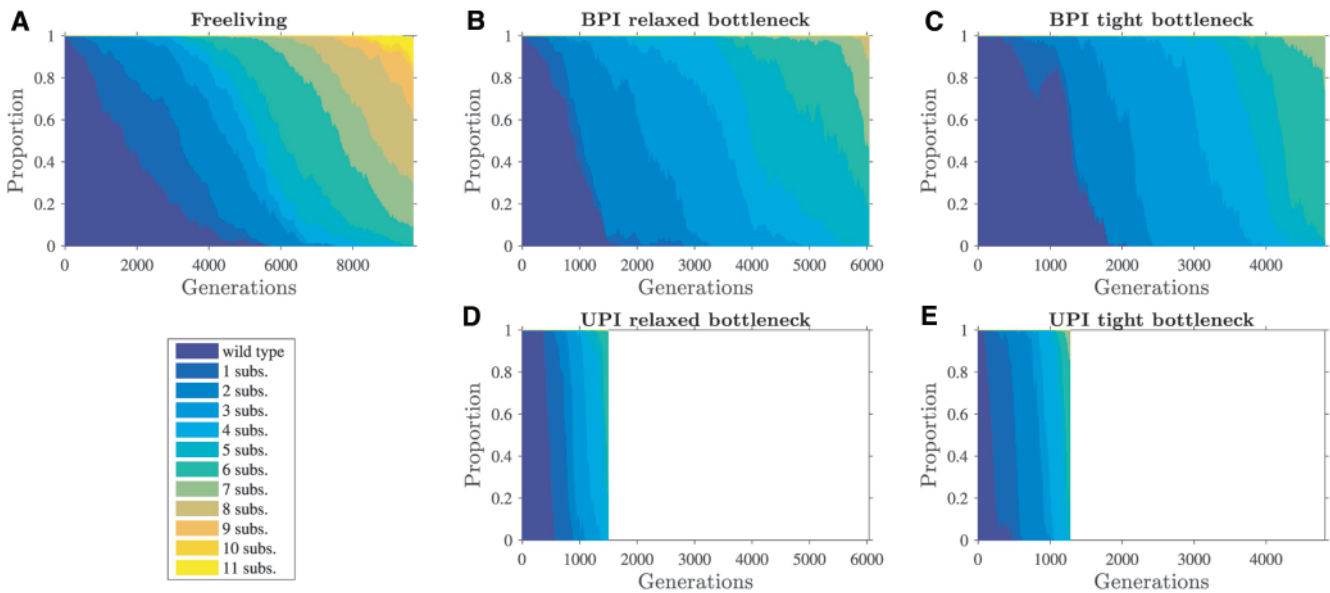 A
Freeliving
1
0.8
0.6
0.4
0.2
0
Proportion
0 2000 4000 6000 8000
Generations
B
BPI relaxed bottleneck
1
0.8
0.6
0.4
0.2
0
Proportion
0 1000 2000 3000 4000 5000 6000
Generations
C
BPI tight bottleneck
1
0.8
0.6
0.4
0.2
0
Proportion
0 1000 2000 3000 4000
Generations
wild type
1 subs.
2 subs.
3 subs.
4 subs.
5 subs.
6 subs.
7 subs.
8 subs.
9 subs.
10 subs.
11 subs.
D
UPI relaxed bottleneck
1
0.8
0.6
0.4
0.2
0
Proportion
0 1000 2000 3000 4000 5000 6000
Generations
E
UPI tight bottleneck
1
0.8
0.6
0.4
0.2
0
Proportion
0 1000 2000 3000 4000
Generations